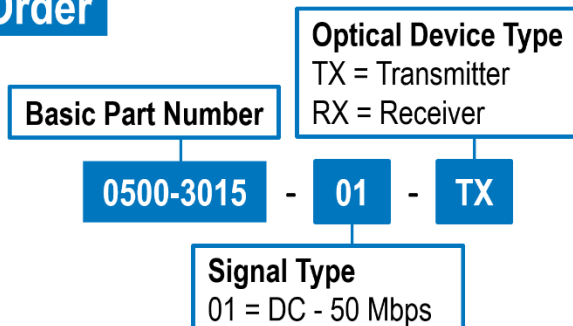 Order
Optical Device Type
TX = Transmitter
RX = Receiver
Basic Part Number
0500-3015 - 01 - TX
Signal Type
01 = DC - 50 Mbps